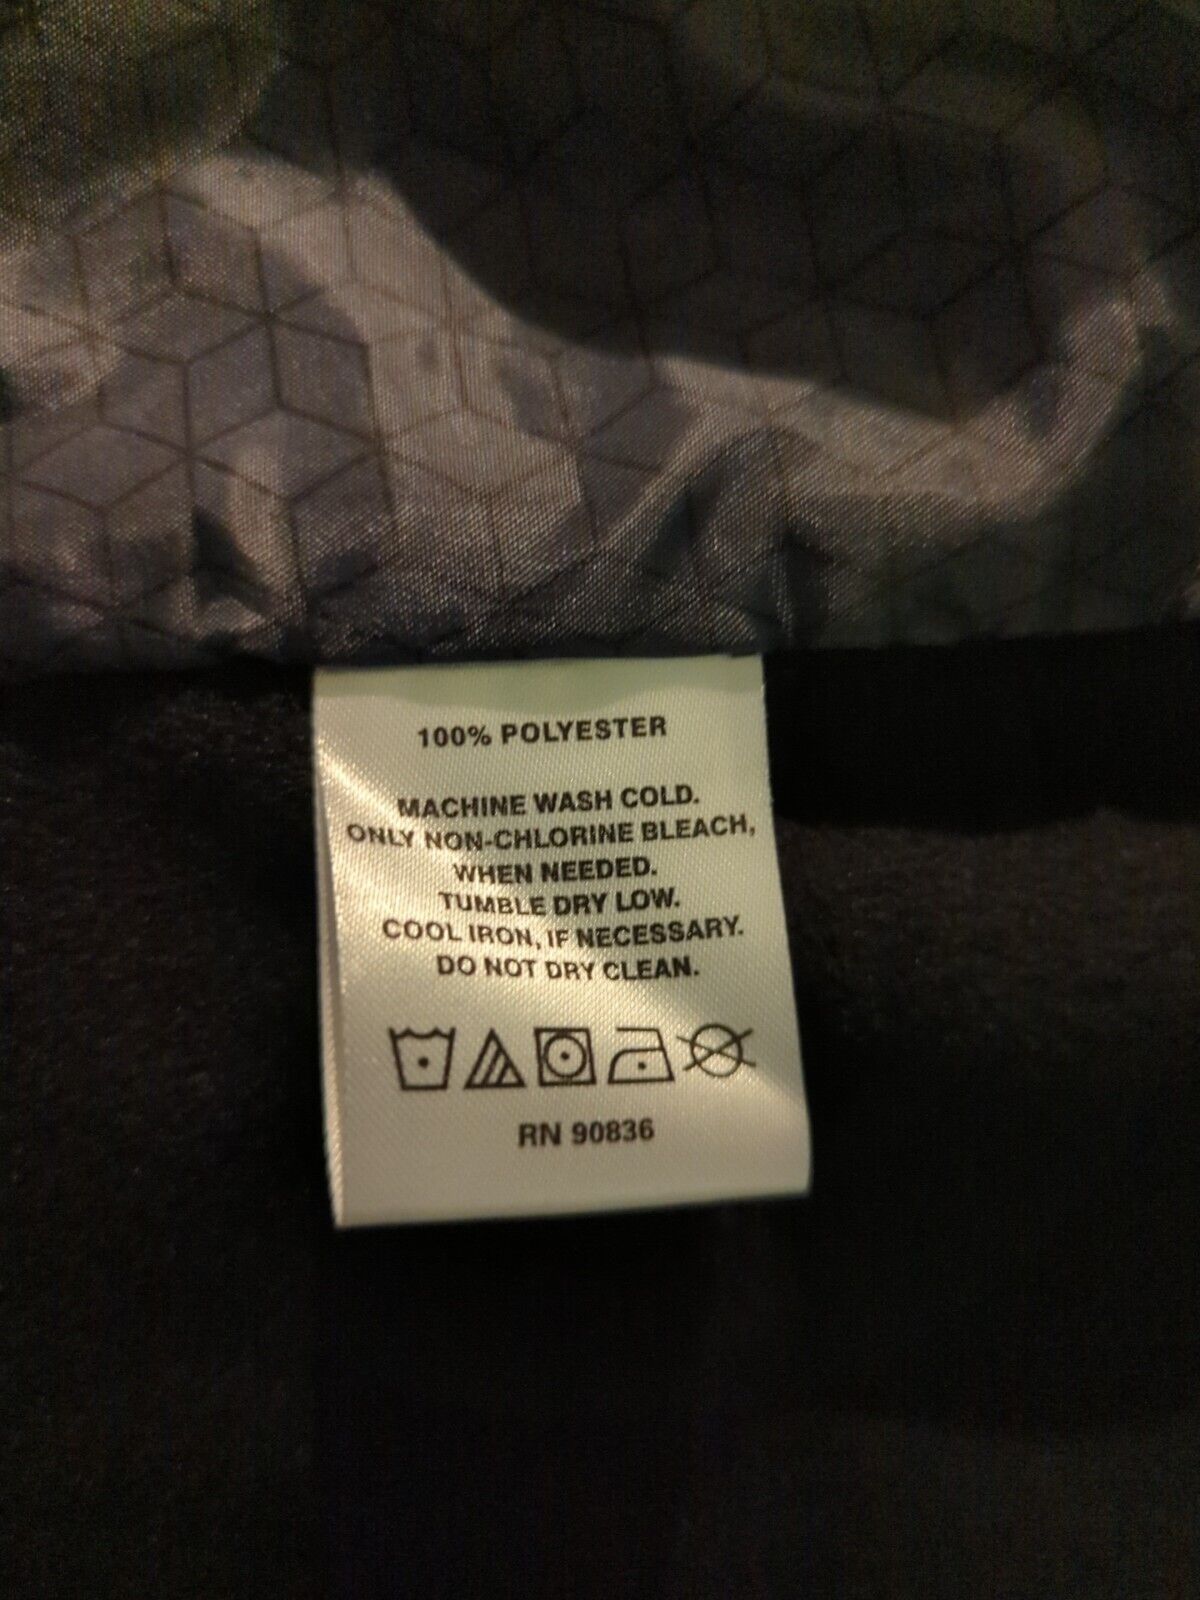 100% POLYESTER
MACHINE WASH COLD.
ONLY NON-CHLORINE BLEACH,
WHEN NEEDED.
TUMBLE DRY LOW.
COOL IRON, IF NECESSARY.
DO NOT DRY CLEAN.
RN 90836